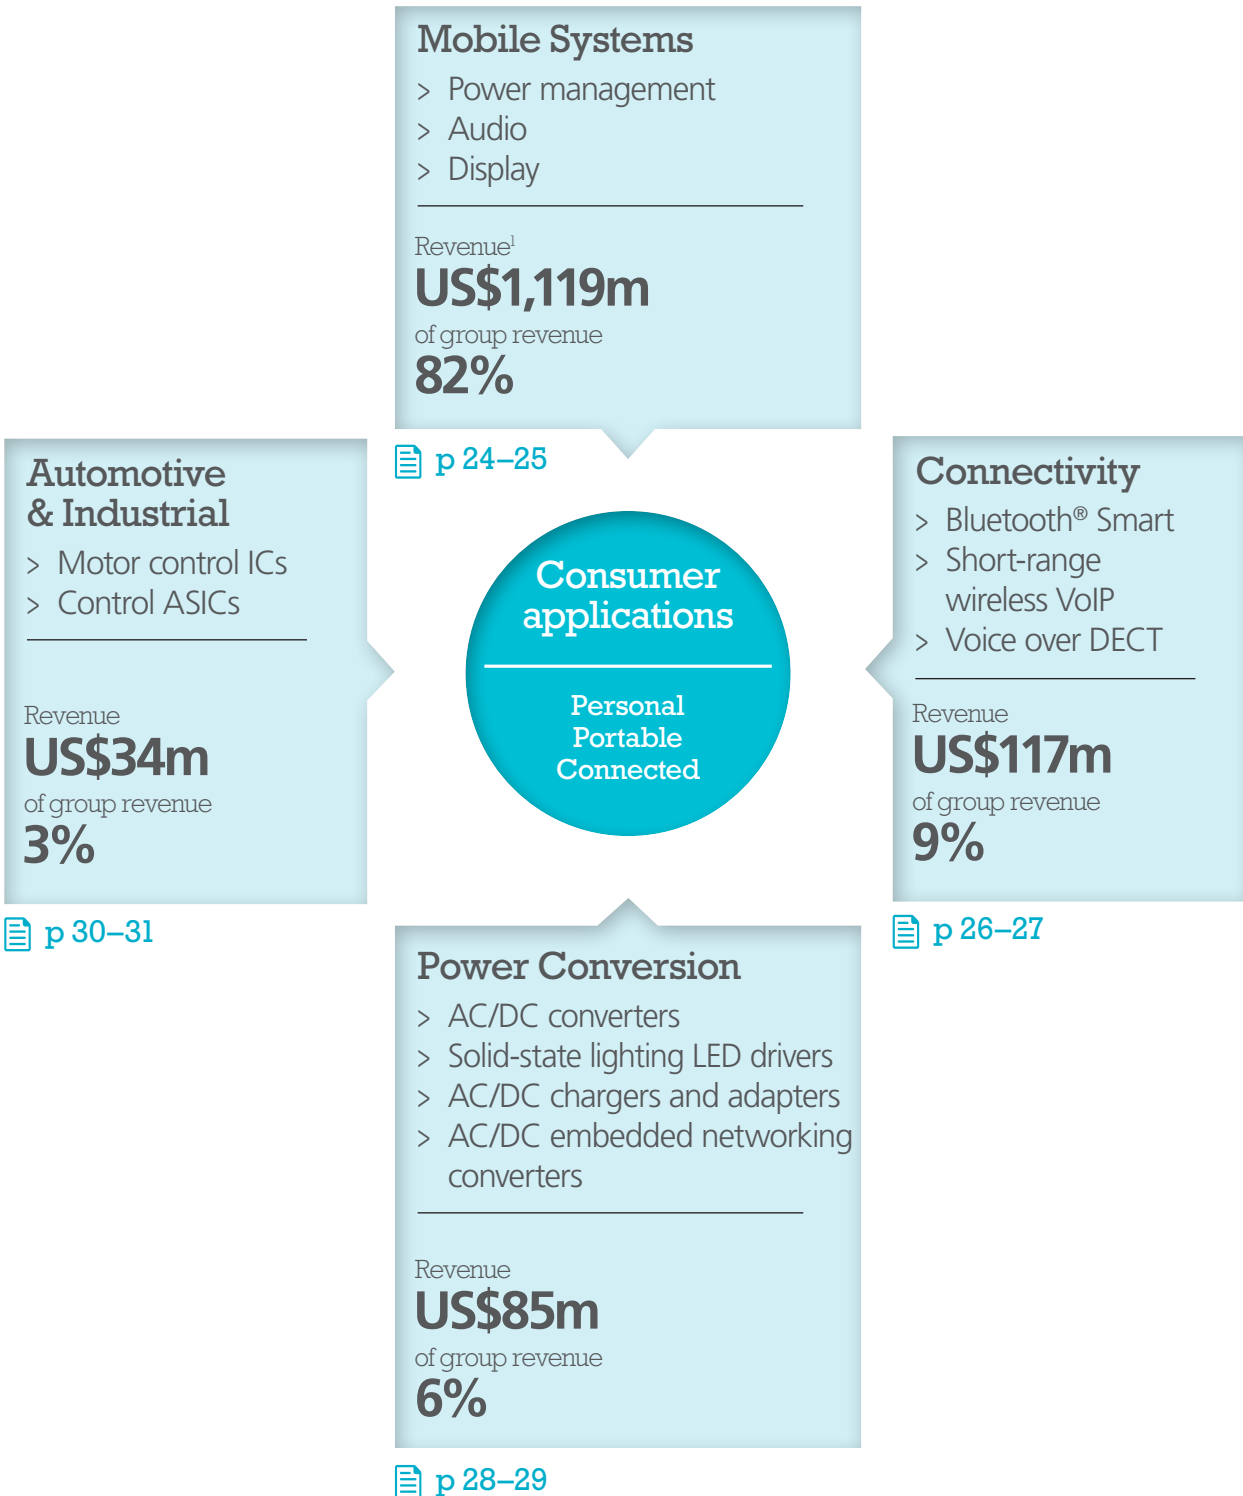 Mobile Systems
> Power management
> Audio
> Display
Revenue¹
US$1,119m
of group revenue
82%
p 24–25
Automotive
& Industrial
> Motor control ICs
> Control ASICs
Revenue
US$34m
of group revenue
3%
p 30–31
Consumer
applications
Personal
Portable
Connected
Connectivity
> Bluetooth® Smart
> Short-range
wireless VoIP
> Voice over DECT
Revenue
US$117m
of group revenue
9%
p 26–27
Power Conversion
> AC/DC converters
> Solid-state lighting LED drivers
> AC/DC chargers and adapters
> AC/DC embedded networking
converters
Revenue
US$85m
of group revenue
6%
p 28–29